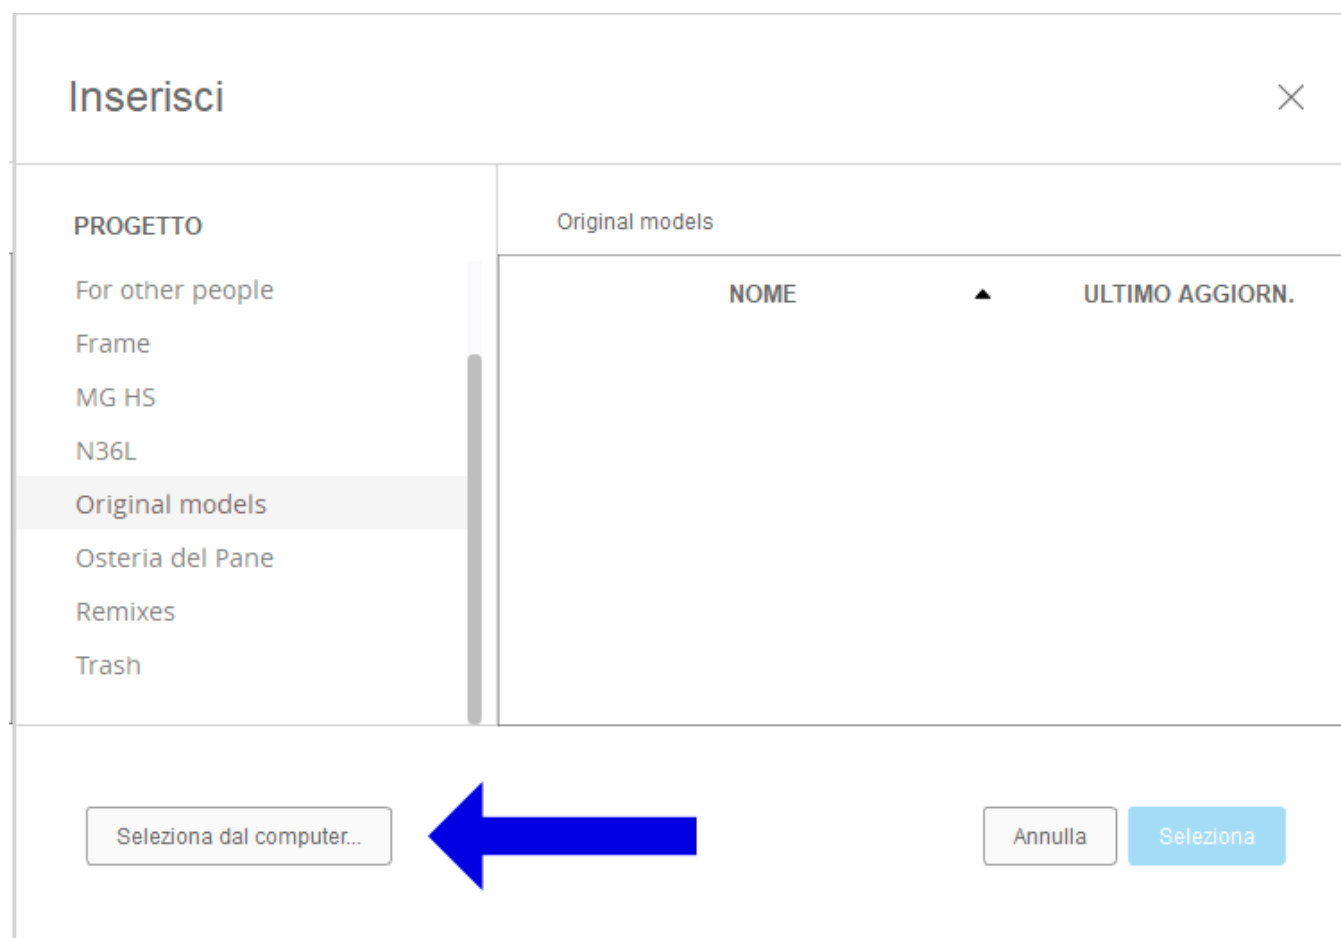 Inserisci
PROGETTO
For other people
Frame
MG HS
N36L
Original models
Osteria del Pane
Remixes
Trash
Original models
NOME
ULTIMO AGGIORN.
Seleziona dal computer...
Annulla
Seleziona